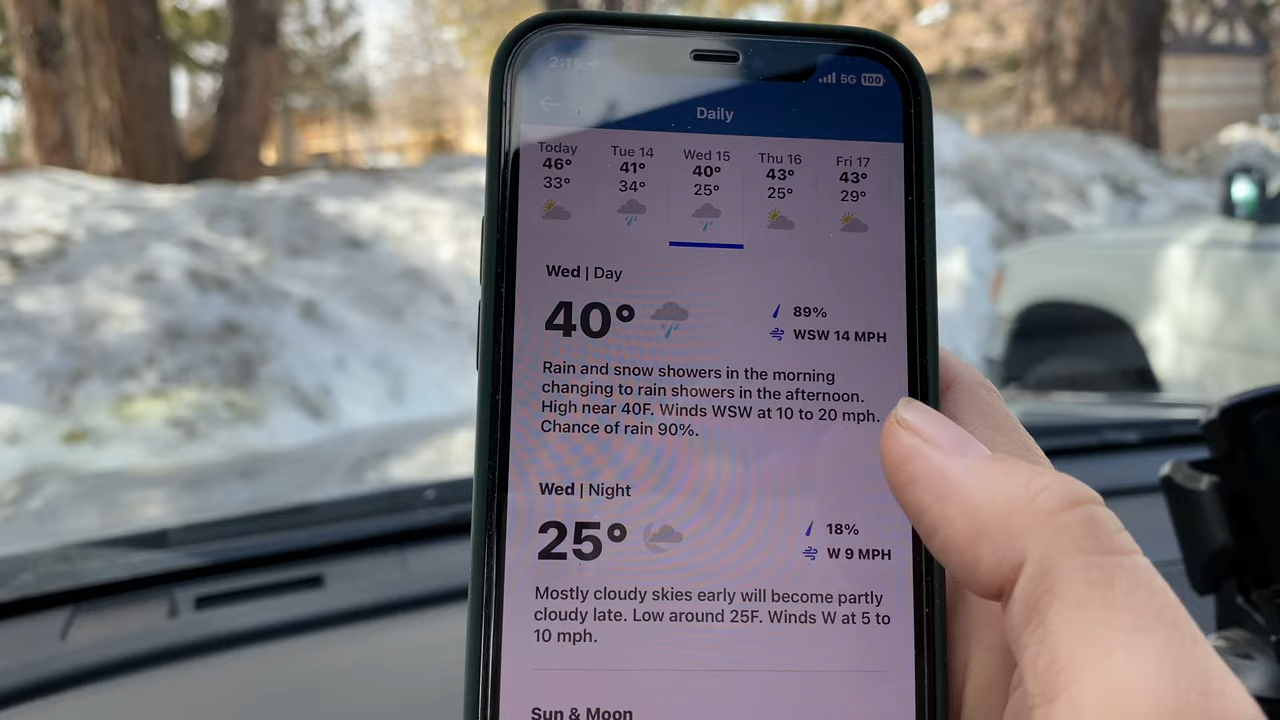 5G 100
Daily
Today Tue 14 Wed 15 Thu 16 Fri 17
46° 41° 40° 43° 43°
33° 34° 25° 25° 29°
Wed | Day
40° 89%
WSW 14 MPH
Rain and snow showers in the morning
changing to rain showers in the afternoon.
High near 40F. Winds WSW at 10 to 20 mph.
Chance of rain 90%.
Wed | Night
25° 18%
W 9 MPH
Mostly cloudy skies early will become partly
cloudy late. Low around 25F. Winds W at 5 to
10 mph.
Sun & Moon